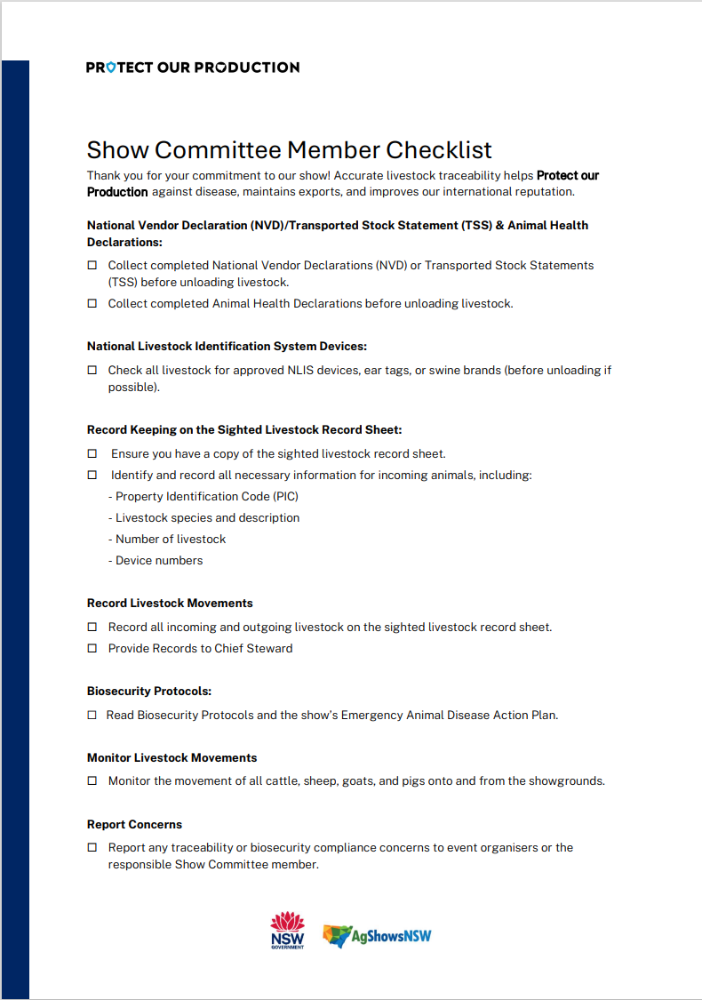 PROTECT OUR PRODUCTION
Show Committee Member Checklist
Thank you for your commitment to our show! Accurate livestock traceability helps Protect our
Production against disease, maintains exports, and improves our international reputation.
National Vendor Declaration (NVD)/Transported Stock Statement (TSS) & Animal Health
Declarations:
☐ Collect completed National Vendor Declarations (NVD) or Transported Stock Statements
(TSS) before unloading livestock.
☐ Collect completed Animal Health Declarations before unloading livestock.
National Livestock Identification System Devices:
☐ Check all livestock for approved NLIS devices, ear tags, or swine brands (before unloading if
possible).
Record Keeping on the Sighted Livestock Record Sheet:
☐ Ensure you have a copy of the sighted livestock record sheet.
☐ Identify and record all necessary information for incoming animals, including:
- Property Identification Code (PIC)
- Livestock species and description
- Number of livestock
- Device numbers
Record Livestock Movements
☐ Record all incoming and outgoing livestock on the sighted livestock record sheet.
☐ Provide Records to Chief Steward
Biosecurity Protocols:
☐ Read Biosecurity Protocols and the show's Emergency Animal Disease Action Plan.
Monitor Livestock Movements
☐ Monitor the movement of all cattle, sheep, goats, and pigs onto and from the showgrounds.
Report Concerns
☐ Report any traceability or biosecurity compliance concerns to event organisers or the
responsible Show Committee member.
NSW
GOVERNMENT
AgShowsNSW